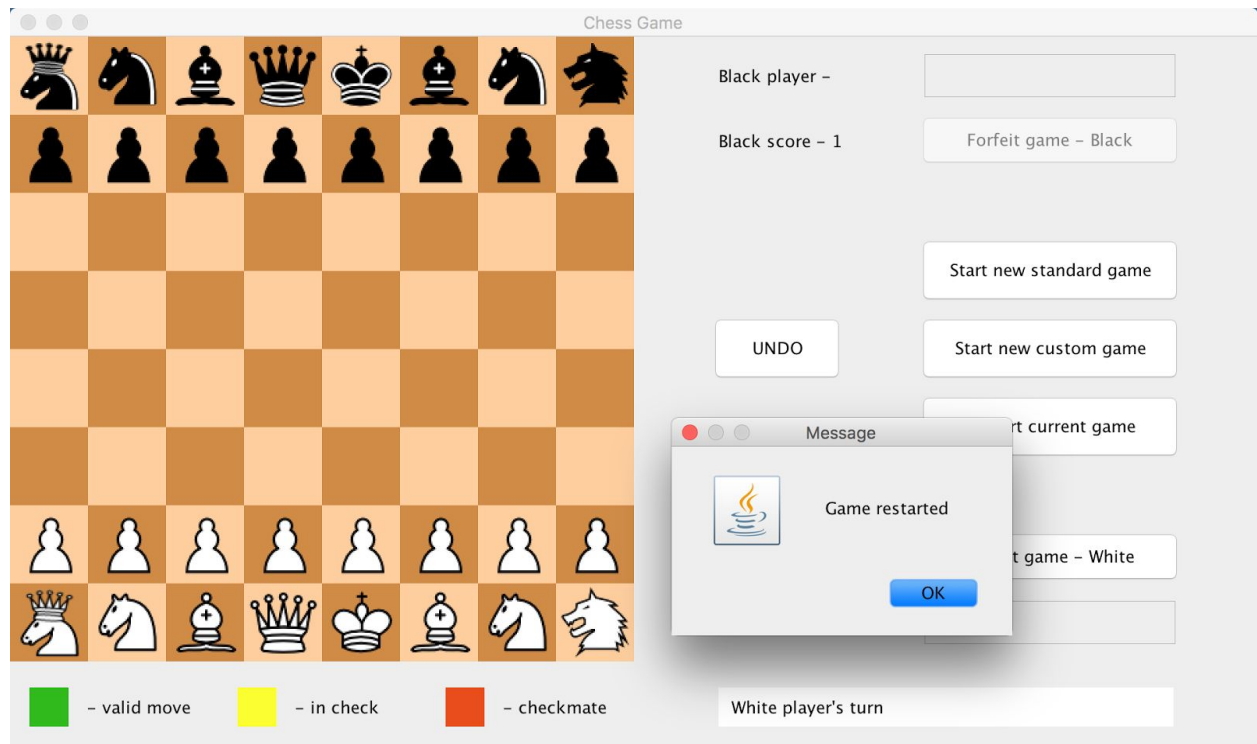 Chess Game
Black player –
Black score – 1
Forfeit game – Black
Start new standard game
UNDO
Start new custom game
rt current game
Message
Game restarted
t game – White
OK
– valid move
– in check
– checkmate
White player's turn